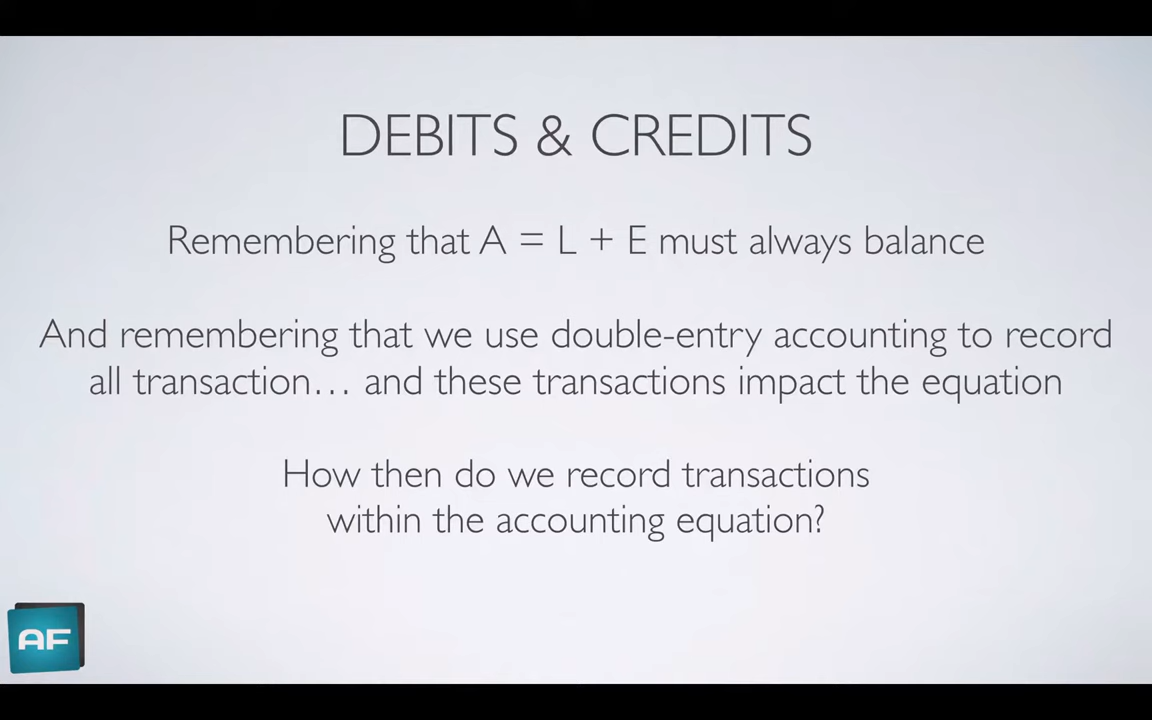 DEBITS & CREDITS
Remembering that A = L + E must always balance
And remembering that we use double-entry accounting to record
all transaction… and these transactions impact the equation
How then do we record transactions
within the accounting equation?
AF